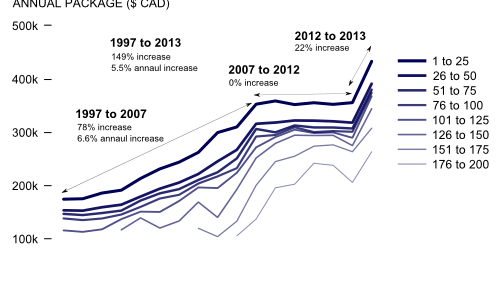 ANNUAL PACKAGE ($ CAD)
500k
2012 to 2013
22% increase
1997 to 2013
149% increase
5.5% annaul increase
2007 to 2012
0% increase
400k
1997 to 2007
78% increase
6.6% annaul increase
300k
200k
100k
1 to 25
26 to 50
51 to 75
76 to 100
101 to 125
126 to 150
151 to 175
176 to 200